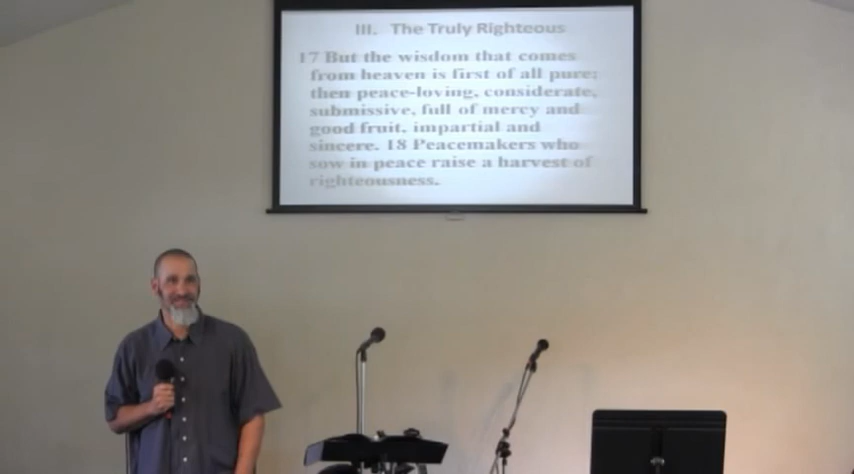 III. The Truly Righteous
17 But the wisdom that comes
from heaven is first of all pure;
then peace-loving, considerate,
submissive, full of mercy and
good fruit, impartial and
sincere. 18 Peacemakers who
sow in peace raise a harvest of
righteousness.